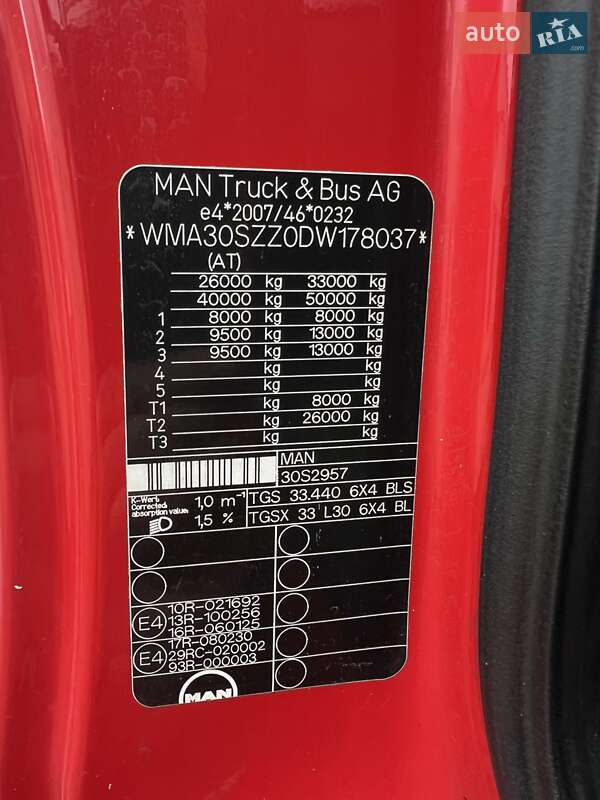 auto RIA .com
MAN Truck & Bus AG
e4*2007/46*0232
*WMA30SZZ0DW178037*
(AT)
26000 kg 33000 kg
40000 kg 50000 kg
1 8000 kg 8000 kg
2 9500 kg 13000 kg
3 9500 kg 13000 kg
4 kg kg
5 kg kg
T1 kg 8000 kg
T2 kg 26000 kg
T3 kg kg
MAN
30S2957
K-Wert, Corrected absorption value: 1,0 m⁻¹
1,5 %
TGS 33.440 6X4 BLS
TGSX 33 L30 6X4 BL
E4 10R-021692
13R-100256
16R-060125
E4 17R-080230
29RC-020002
93R-000003
MAN